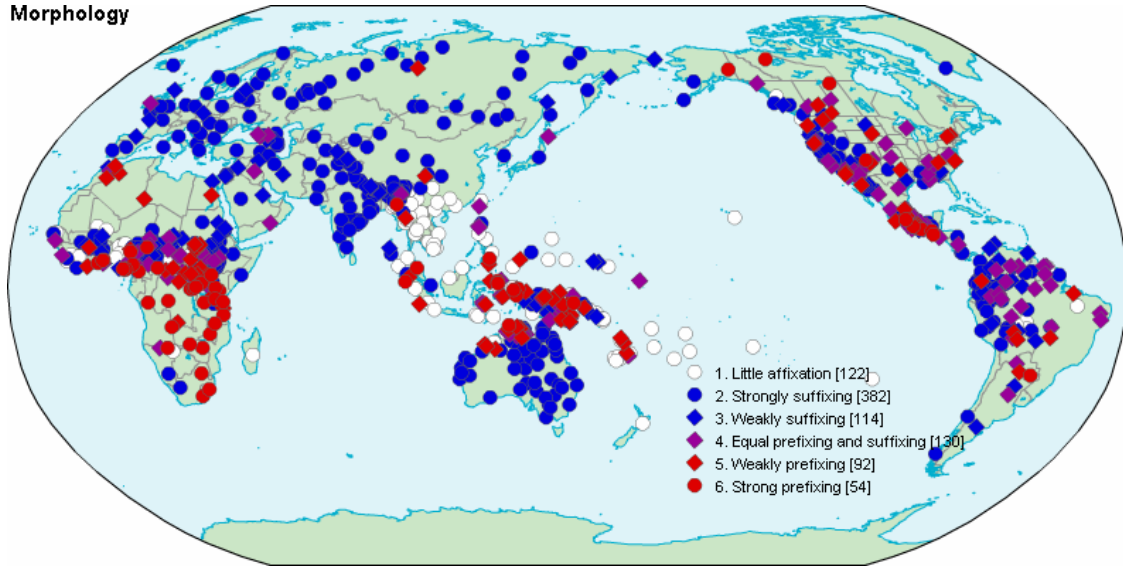 Morphology
1. Little affixation [122]
2. Strongly suffixing [382]
3. Weakly suffixing [114]
4. Equal prefixing and suffixing [130]
5. Weakly prefixing [92]
6. Strong prefixing [54]